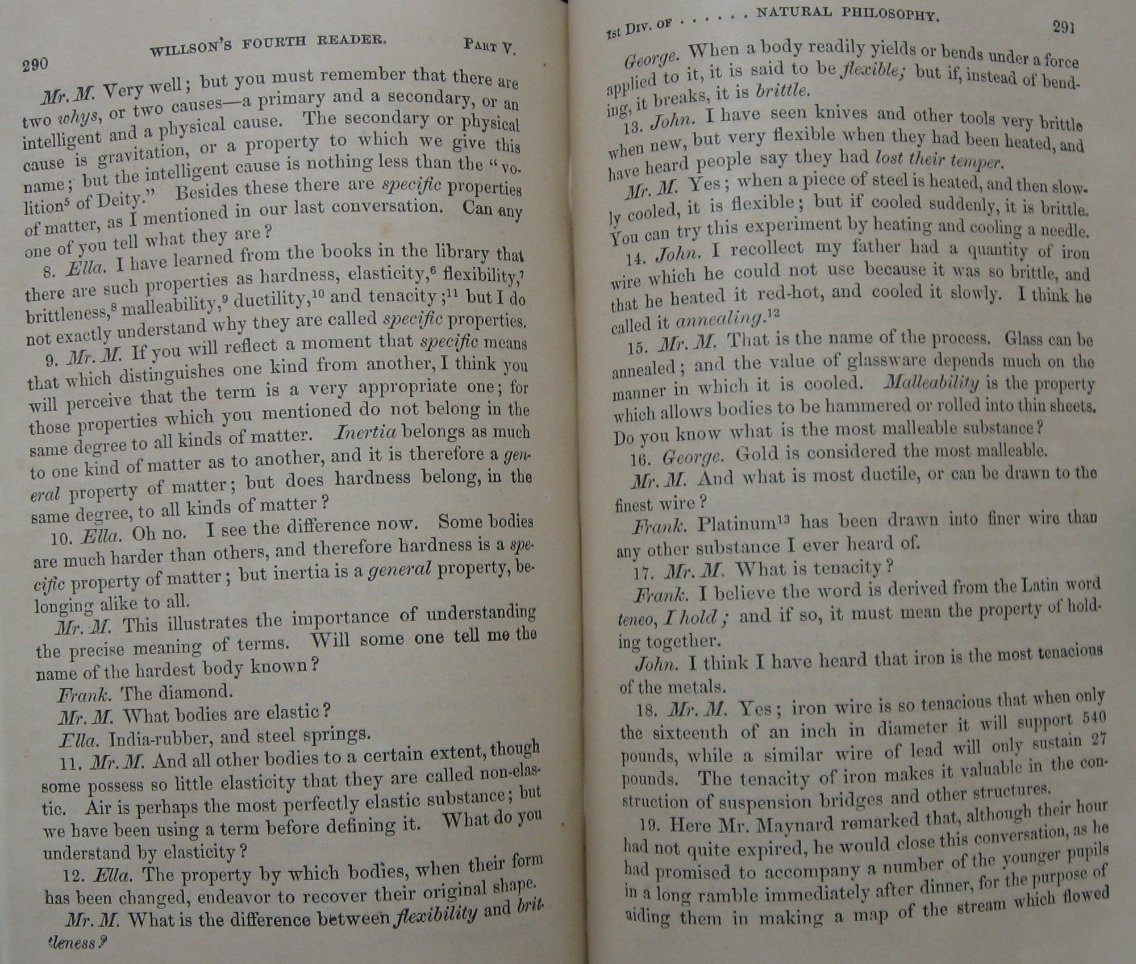 290
WILLSON'S FOURTH READER.
PART V.
Mr. M. Very well; but you must remember that there are
two whys, or two causes—a primary and a secondary, or an
intelligent and a physical cause. The secondary or physical
cause is gravitation, or a property to which we give this
name; but the intelligent cause is nothing less than the "vo-
lition⁵ of Deity." Besides these there are specific properties
of matter, as I mentioned in our last conversation. Can any
one of you tell what they are?
8. Ella. I have learned from the books in the library that
there are such properties as hardness, elasticity,⁶ flexibility,⁷
brittleness,⁸ malleability,⁹ ductility,¹⁰ and tenacity;¹¹ but I do
not exactly understand why they are called specific properties.
9. Mr. M. If you will reflect a moment that specific means
that which distinguishes one kind from another, I think you
will perceive that the term is a very appropriate one; for
those properties which you mentioned do not belong in the
same degree to all kinds of matter. Inertia belongs as much
to one kind of matter as to another, and it is therefore a gen-
eral property of matter; but does hardness belong, in the
same degree, to all kinds of matter?
10. Ella. Oh no. I see the difference now. Some bodies
are much harder than others, and therefore hardness is a spe-
cific property of matter; but inertia is a general property, be-
longing alike to all.
Mr. M. This illustrates the importance of understanding
the precise meaning of terms. Will some one tell me the
name of the hardest body known?
Frank. The diamond.
Mr. M. What bodies are elastic?
Ella. India-rubber, and steel springs.
11. Mr. M. And all other bodies to a certain extent, though
some possess so little elasticity that they are called non-elas-
tic. Air is perhaps the most perfectly elastic substance; but
we have been using a term before defining it. What do you
understand by elasticity?
12. Ella. The property by which bodies, when their form
has been changed, endeavor to recover their original shape.
Mr. M. What is the difference between flexibility and brit-
tleness?
1st DIV. OF . . . . . . NATURAL PHILOSOPHY.
291
George. When a body readily yields or bends under a force
applied to it, it is said to be flexible; but if, instead of bend-
ing, it breaks, it is brittle.
13. John. I have seen knives and other tools very brittle
when new, but very flexible when they had been heated, and
have heard people say they had lost their temper.
Mr. M. Yes; when a piece of steel is heated, and then slow-
ly cooled, it is flexible; but if cooled suddenly, it is brittle.
You can try this experiment by heating and cooling a needle.
14. John. I recollect my father had a quantity of iron
wire which he could not use because it was so brittle, and
that he heated it red-hot, and cooled it slowly. I think he
called it annealing.¹²
15. Mr. M. That is the name of the process. Glass can be
annealed; and the value of glassware depends much on the
manner in which it is cooled. Malleability is the property
which allows bodies to be hammered or rolled into thin sheets.
Do you know what is the most malleable substance?
16. George. Gold is considered the most malleable.
Mr. M. And what is most ductile, or can be drawn to the
finest wire?
Frank. Platinum¹³ has been drawn into finer wire than
any other substance I ever heard of.
17. Mr. M. What is tenacity?
Frank. I believe the word is derived from the Latin word
teneo, I hold; and if so, it must mean the property of hold-
ing together.
John. I think I have heard that iron is the most tenacious
of the metals.
18. Mr. M. Yes; iron wire is so tenacious that when only
the sixteenth of an inch in diameter it will support 540
pounds, while a similar wire of lead will only sustain 27
pounds. The tenacity of iron makes it valuable in the con-
struction of suspension bridges and other structures.
19. Here Mr. Maynard remarked that, although their hour
had not quite expired, he would close this conversation, as he
had promised to accompany a number of the younger pupils
in a long ramble immediately after dinner, for the purpose of
aiding them in making a map of the stream which flowed